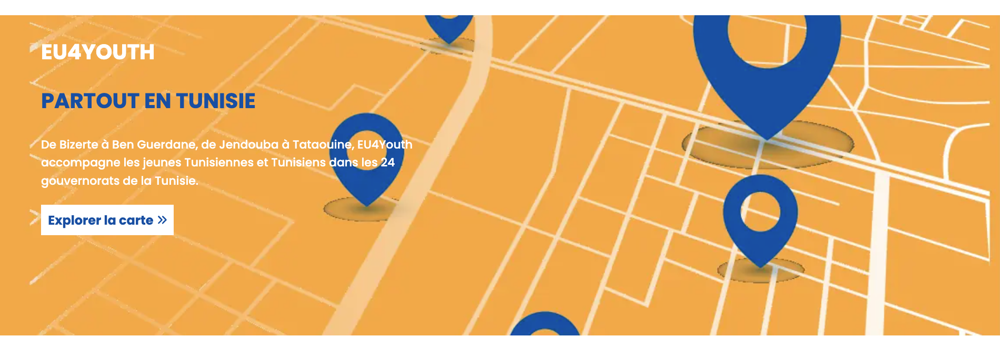 EU4YOUTH
PARTOUT EN TUNISIE
De Bizerte à Ben Guerdane, de Jendouba à Tataouine, EU4Youth
accompagne les jeunes Tunisiennes et Tunisiens dans les 24
gouvernorats de la Tunisie.
Explorer la carte »